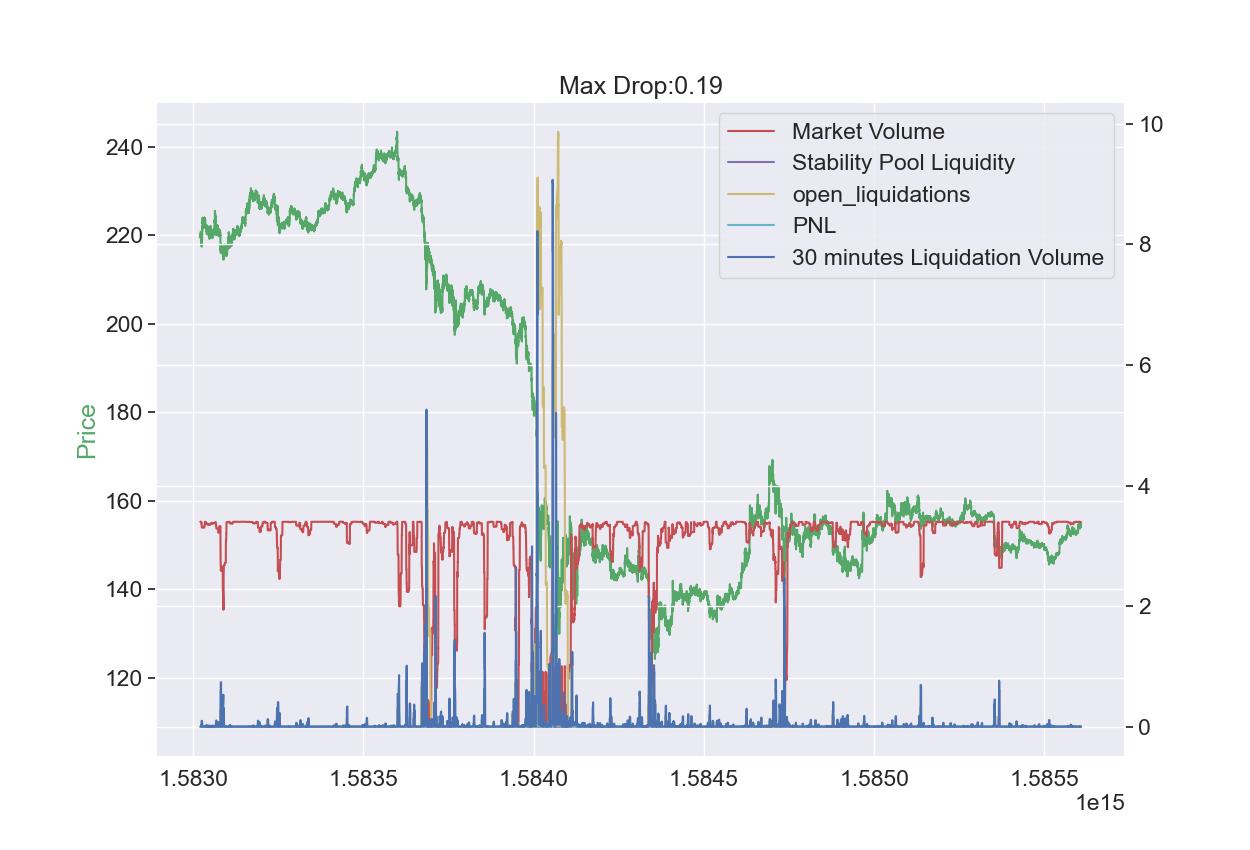 Max Drop:0.19
Market Volume
Stability Pool Liquidity
open_liquidations
PNL
30 minutes Liquidation Volume
Price
240
220
200
180
160
140
120
10
8
6
4
2
0
1.5830 1.5835 1.5840 1.5845 1.5850 1.5855
1e15